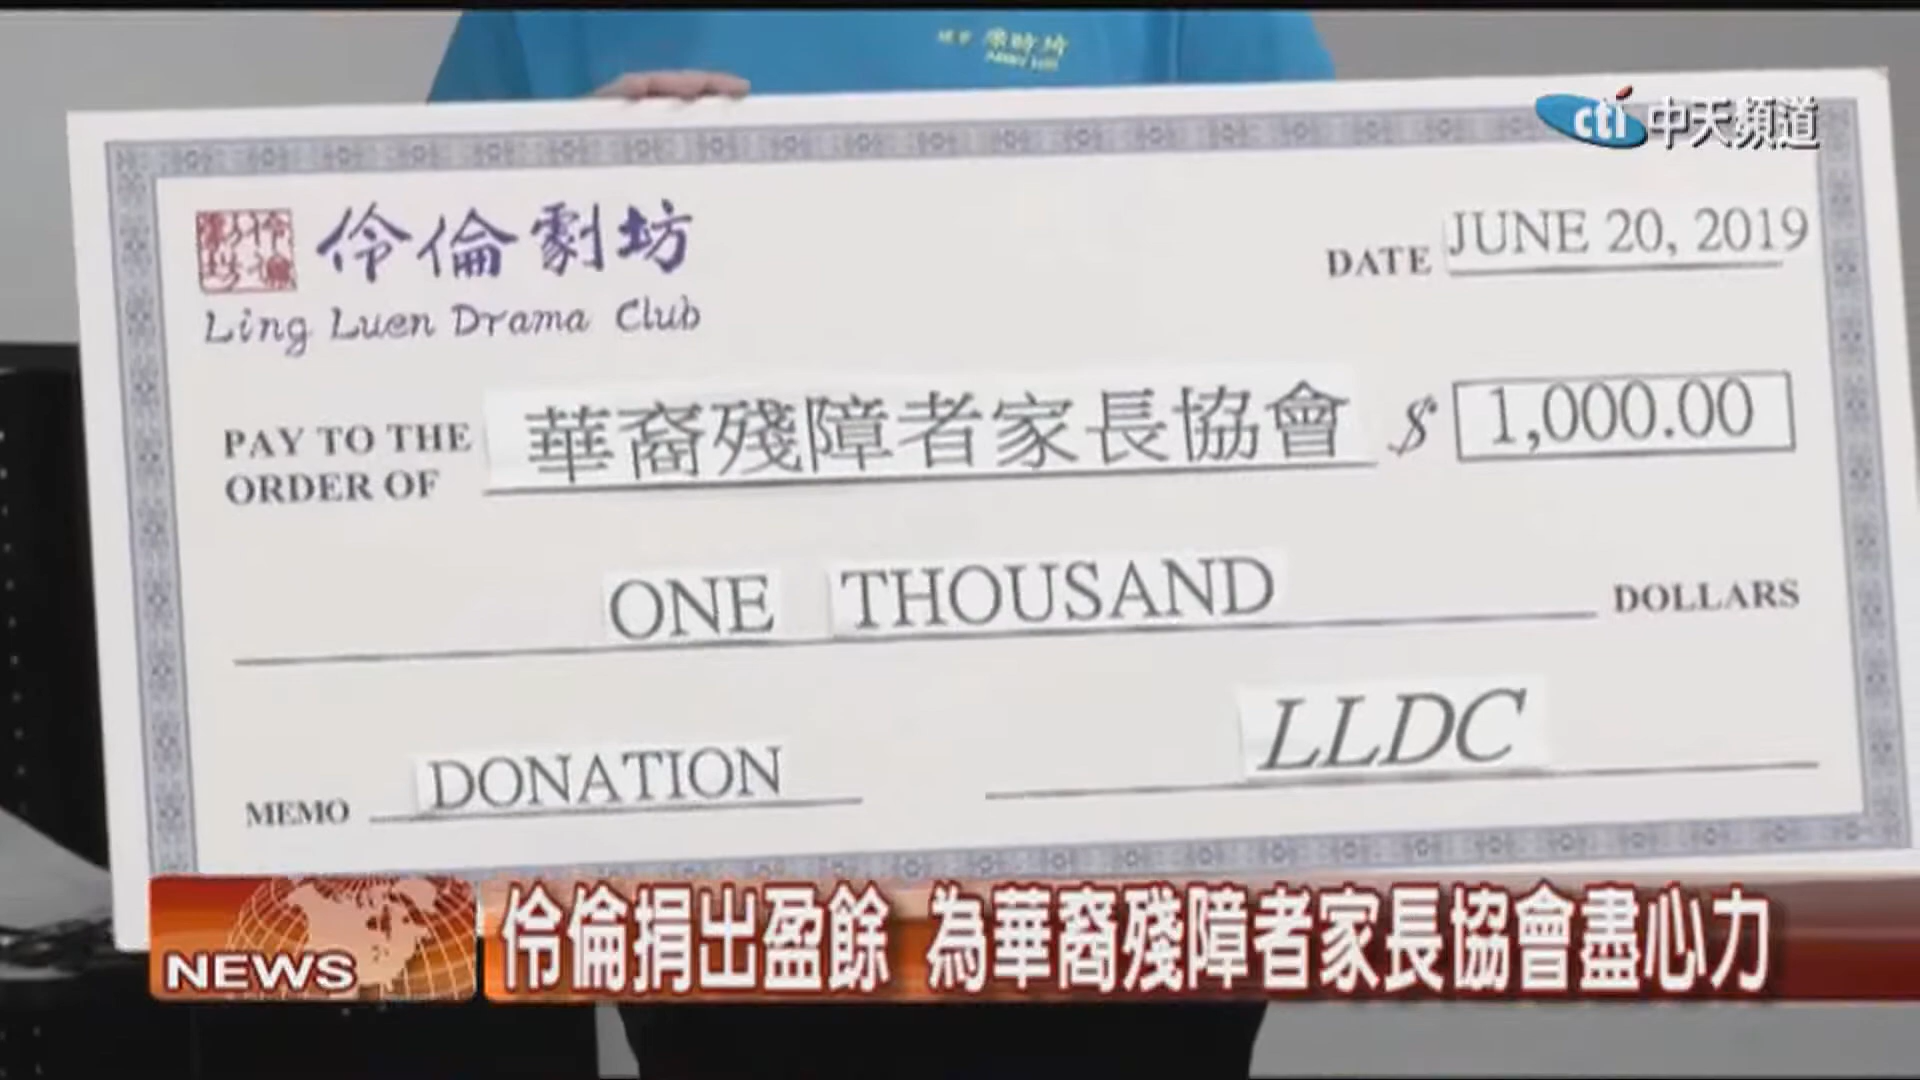 cti 中天頻道
伶倫劇坊
Ling Luen Drama Club
DATE JUNE 20, 2019
PAY TO THE ORDER OF 華裔殘障者家長協會 $ 1,000.00
ONE THOUSAND DOLLARS
MEMO DONATION LLDC
NEWS 伶倫捐出盈餘 為華裔殘障者家長協會盡心力